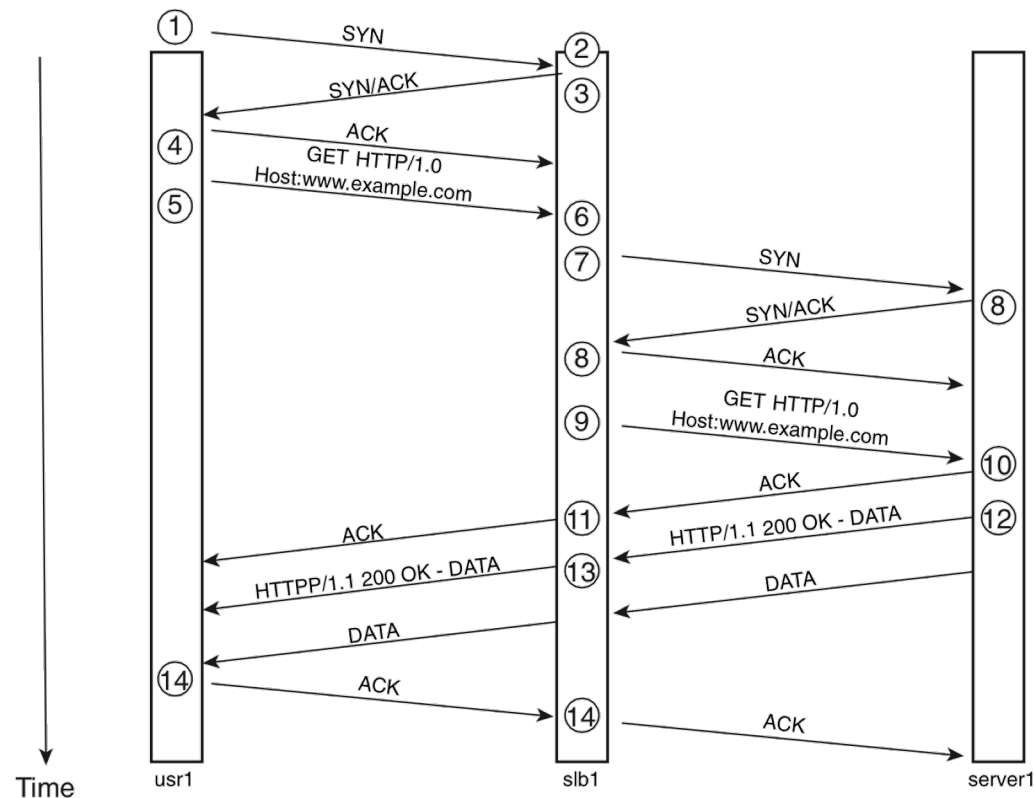 1
SYN
2
SYN/ACK
3
4
ACK
GET HTTP/1.0
Host:www.example.com
5
6
7
SYN
8
SYN/ACK
8
ACK
9
GET HTTP/1.0
Host:www.example.com
10
ACK
11
ACK
12
HTTP/1.1 200 OK - DATA
13
HTTPP/1.1 200 OK - DATA
DATA
DATA
14
ACK
14
ACK
Time
usr1
slb1
server1